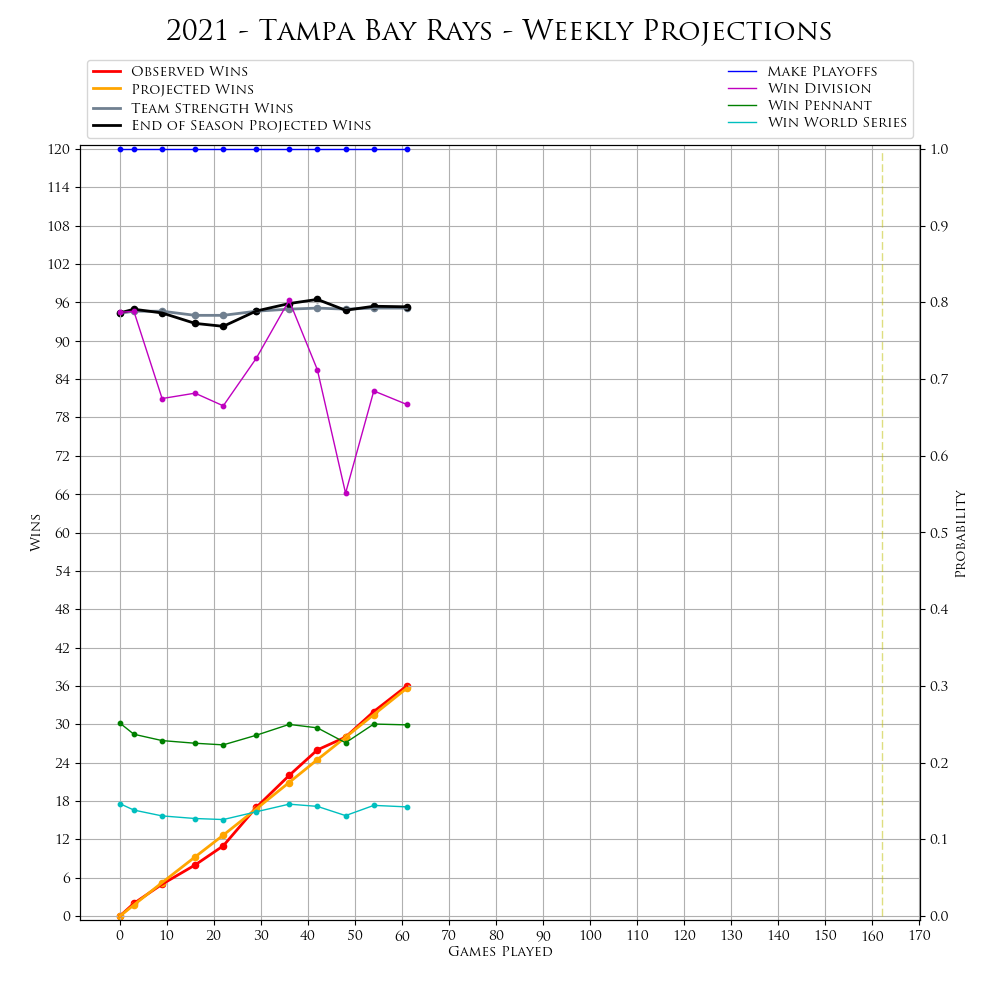 2021 - Tampa Bay Rays - Weekly Projections
Observed Wins
Projected Wins
Team Strength Wins
End of Season Projected Wins
Make Playoffs
Win Division
Win Pennant
Win World Series
120
114
108
102
96
90
84
78
72
66
60
54
48
42
36
30
24
18
12
6
0
Wins
1.0
0.9
0.8
0.7
0.6
0.5
0.4
0.3
0.2
0.1
0.0
Probability
0 10 20 30 40 50 60 70 80 90 100 110 120 130 140 150 160 170
Games Played